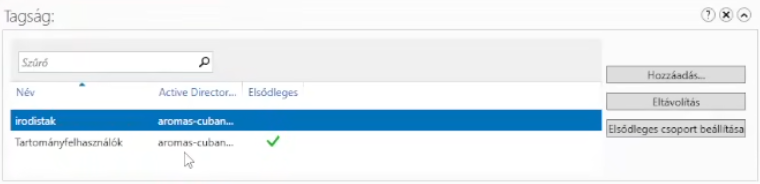 Tagság:
Szűrő
Hozzáadás...
Név Active Director... Elsődleges
Eltávolítás
irodistak aromas-cuban...
Elsődleges csoport beállítása
Tartományfelhasználók aromas-cuban...